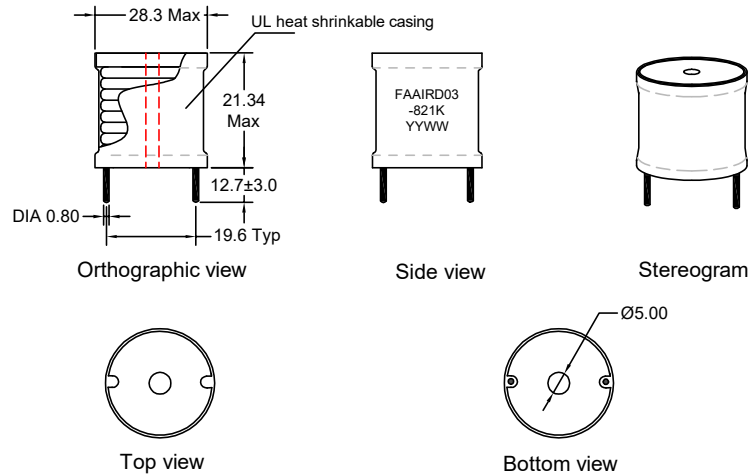 28.3 Max
UL heat shrinkable casing
21.34
Max
12.7±3.0
DIA 0.80
19.6 Typ
Orthographic view
FAAIRD03
-821K
YYWW
Side view
Stereogram
Ø5.00
Top view
Bottom view